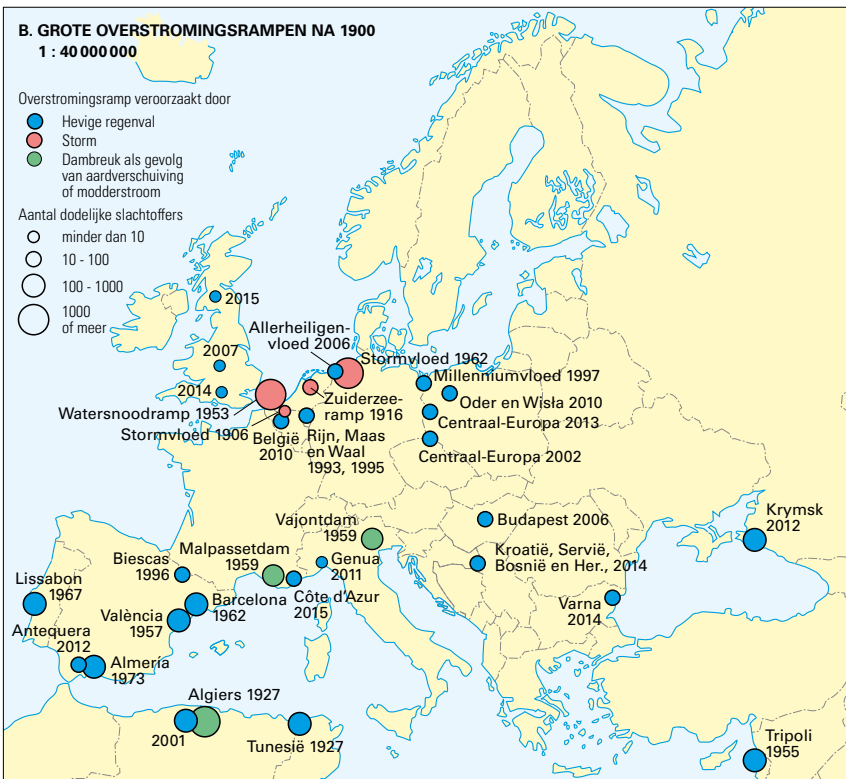 B. GROTE OVERSTROMINGSRAMPEN NA 1900
1 : 40 000 000
Overstromingsramp veroorzaakt door
Hevige regenval
Storm
Dambreuk als gevolg
van aardverschuiving
of modderstroom
Aantal dodelijke slachtoffers
minder dan 10
10 - 100
100 - 1000
1000
of meer
2015
2007
2014
Allerheiligen-
vloed 2006
Stormvloed 1962
Millenniumvloed 1997
Oder en Wisła 2010
Centraal-Europa 2013
Centraal-Europa 2002
Zuiderzee-
ramp 1916
Watersnoodramp 1953
Stormvloed 1906
België
2010
Rijn, Maas
en Waal
1993, 1995
Vajontdam
1959
Budapest 2006
Krymsk
2012
Malpassetdam
1959
Biescas
1996
Genua
2011
Kroatië, Servië,
Bosnië en Her., 2014
Lissabon
1967
Côte d'Azur
2015
Barcelona
1962
València
1957
Varna
2014
Antequera
2012
Almería
1973
Algiers 1927
2001
Tunesië 1927
Tripoli
1955